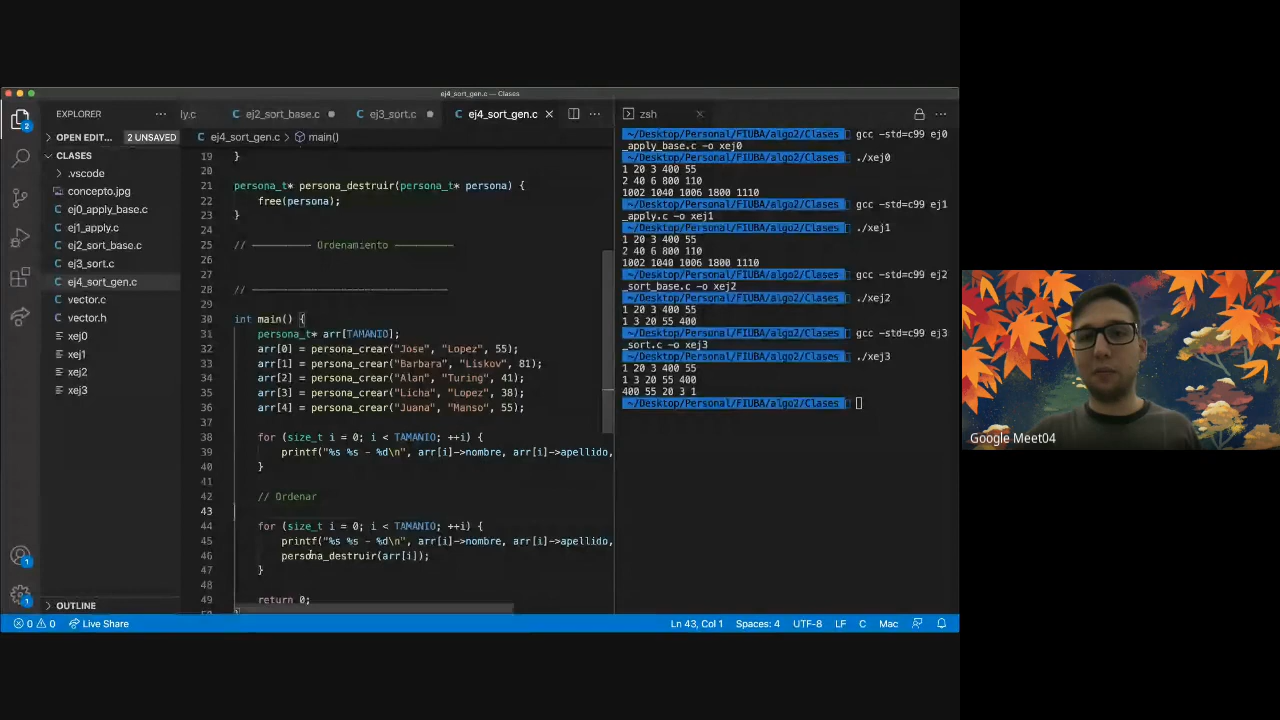 ej4_sort_gen.c — Clases
EXPLORER
ly.c
ej2_sort_base.c
ej3_sort.c
ej4_sort_gen.c
zsh
OPEN EDIT... 2 UNSAVED
CLASES
.vscode
concepto.jpg
ej0_apply_base.c
ej1_apply.c
ej2_sort_base.c
ej3_sort.c
ej4_sort_gen.c
vector.c
vector.h
xej0
xej1
xej2
xej3
OUTLINE
ej4_sort_gen.c > main()
19 }
20
21 persona_t* persona_destruir(persona_t* persona) {
22 free(persona);
23 }
24
25 // ────────── Ordenamiento ──────────
26
27
28 // ──────────────────────────────
29
30 int main() {
31 persona_t* arr[TAMANIO];
32 arr[0] = persona_crear("Jose", "Lopez", 55);
33 arr[1] = persona_crear("Barbara", "Liskov", 81);
34 arr[2] = persona_crear("Alan", "Turing", 41);
35 arr[3] = persona_crear("Licha", "Lopez", 38);
36 arr[4] = persona_crear("Juana", "Manso", 55);
37
38 for (size_t i = 0; i < TAMANIO; ++i) {
39 printf("%s %s - %d\n", arr[i]->nombre, arr[i]->apellido,
40 }
41
42 // Ordenar
43
44 for (size_t i = 0; i < TAMANIO; ++i) {
45 printf("%s %s - %d\n", arr[i]->nombre, arr[i]->apellido,
46 persona_destruir(arr[i]);
47 }
48
49 return 0;
~/Desktop/Personal/FIUBA/algo2/Clases gcc -std=c99 ej0
_apply_base.c -o xej0
~/Desktop/Personal/FIUBA/algo2/Clases ./xej0
1 20 3 400 55
2 40 6 800 110
1002 1040 1006 1800 1110
~/Desktop/Personal/FIUBA/algo2/Clases gcc -std=c99 ej1
_apply.c -o xej1
~/Desktop/Personal/FIUBA/algo2/Clases ./xej1
1 20 3 400 55
2 40 6 800 110
1002 1040 1006 1800 1110
~/Desktop/Personal/FIUBA/algo2/Clases gcc -std=c99 ej2
_sort_base.c -o xej2
~/Desktop/Personal/FIUBA/algo2/Clases ./xej2
1 20 3 400 55
1 3 20 55 400
~/Desktop/Personal/FIUBA/algo2/Clases gcc -std=c99 ej3
_sort.c -o xej3
~/Desktop/Personal/FIUBA/algo2/Clases ./xej3
1 20 3 400 55
1 3 20 55 400
400 55 20 3 1
~/Desktop/Personal/FIUBA/algo2/Clases
Google Meet04
0 0 Live Share
Ln 43, Col 1 Spaces: 4 UTF-8 LF C Mac